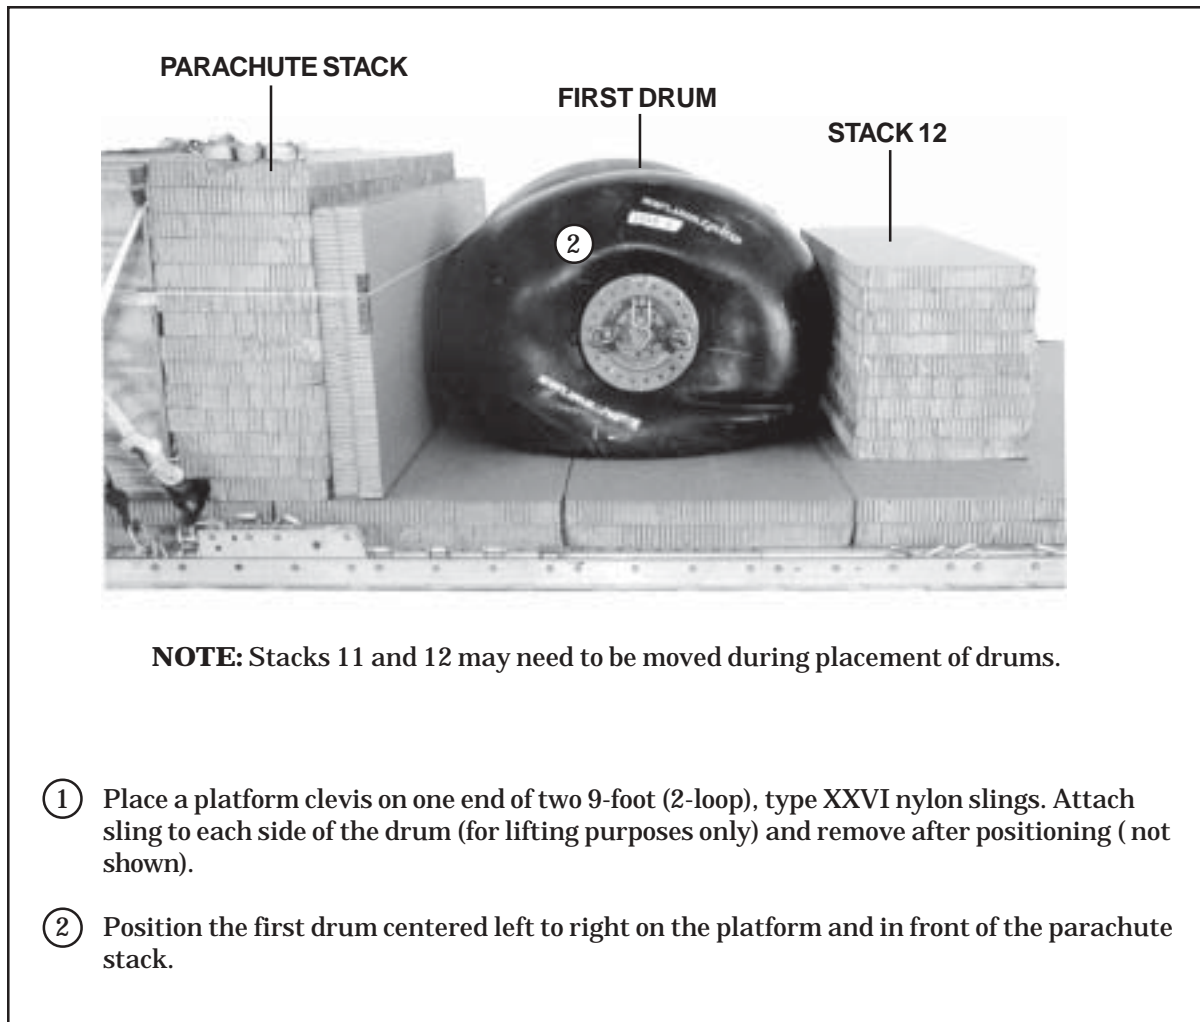 PARACHUTE STACK
FIRST DRUM
STACK 12
2
NOTE: Stacks 11 and 12 may need to be moved during placement of drums.
1 Place a platform clevis on one end of two 9-foot (2-loop), type XXVI nylon slings. Attach
sling to each side of the drum (for lifting purposes only) and remove after positioning ( not
shown).
2 Position the first drum centered left to right on the platform and in front of the parachute
stack.